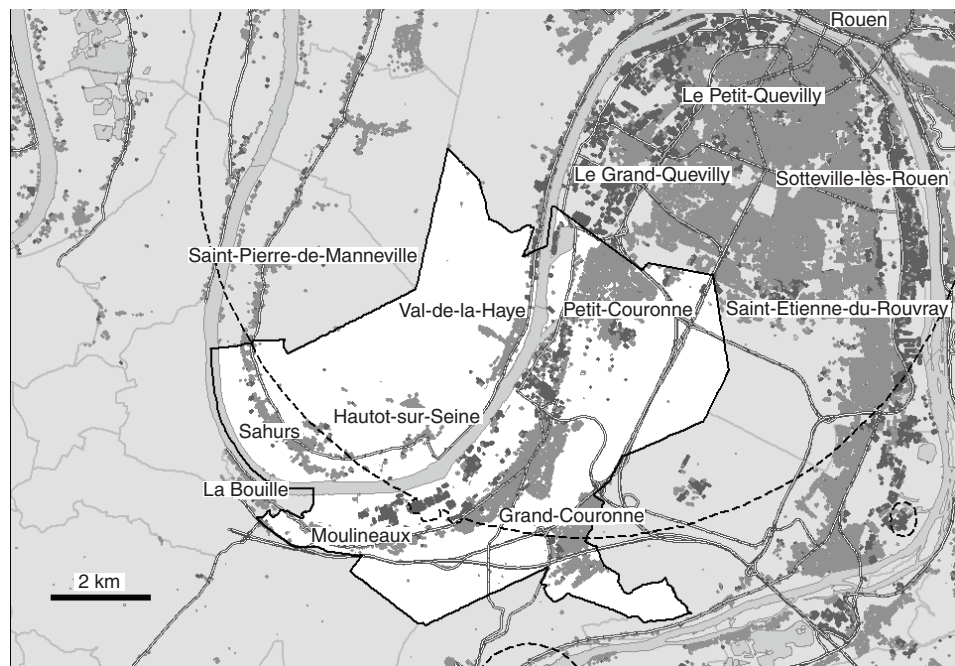 Rouen
Le Petit-Quevilly
Le Grand-Quevilly
Sotteville-lès-Rouen
Saint-Pierre-de-Manneville
Val-de-la-Haye
Petit-Couronne
Saint-Etienne-du-Rouvray
Hautot-sur-Seine
Sahurs
La Bouille
Grand-Couronne
Moulineaux
2 km